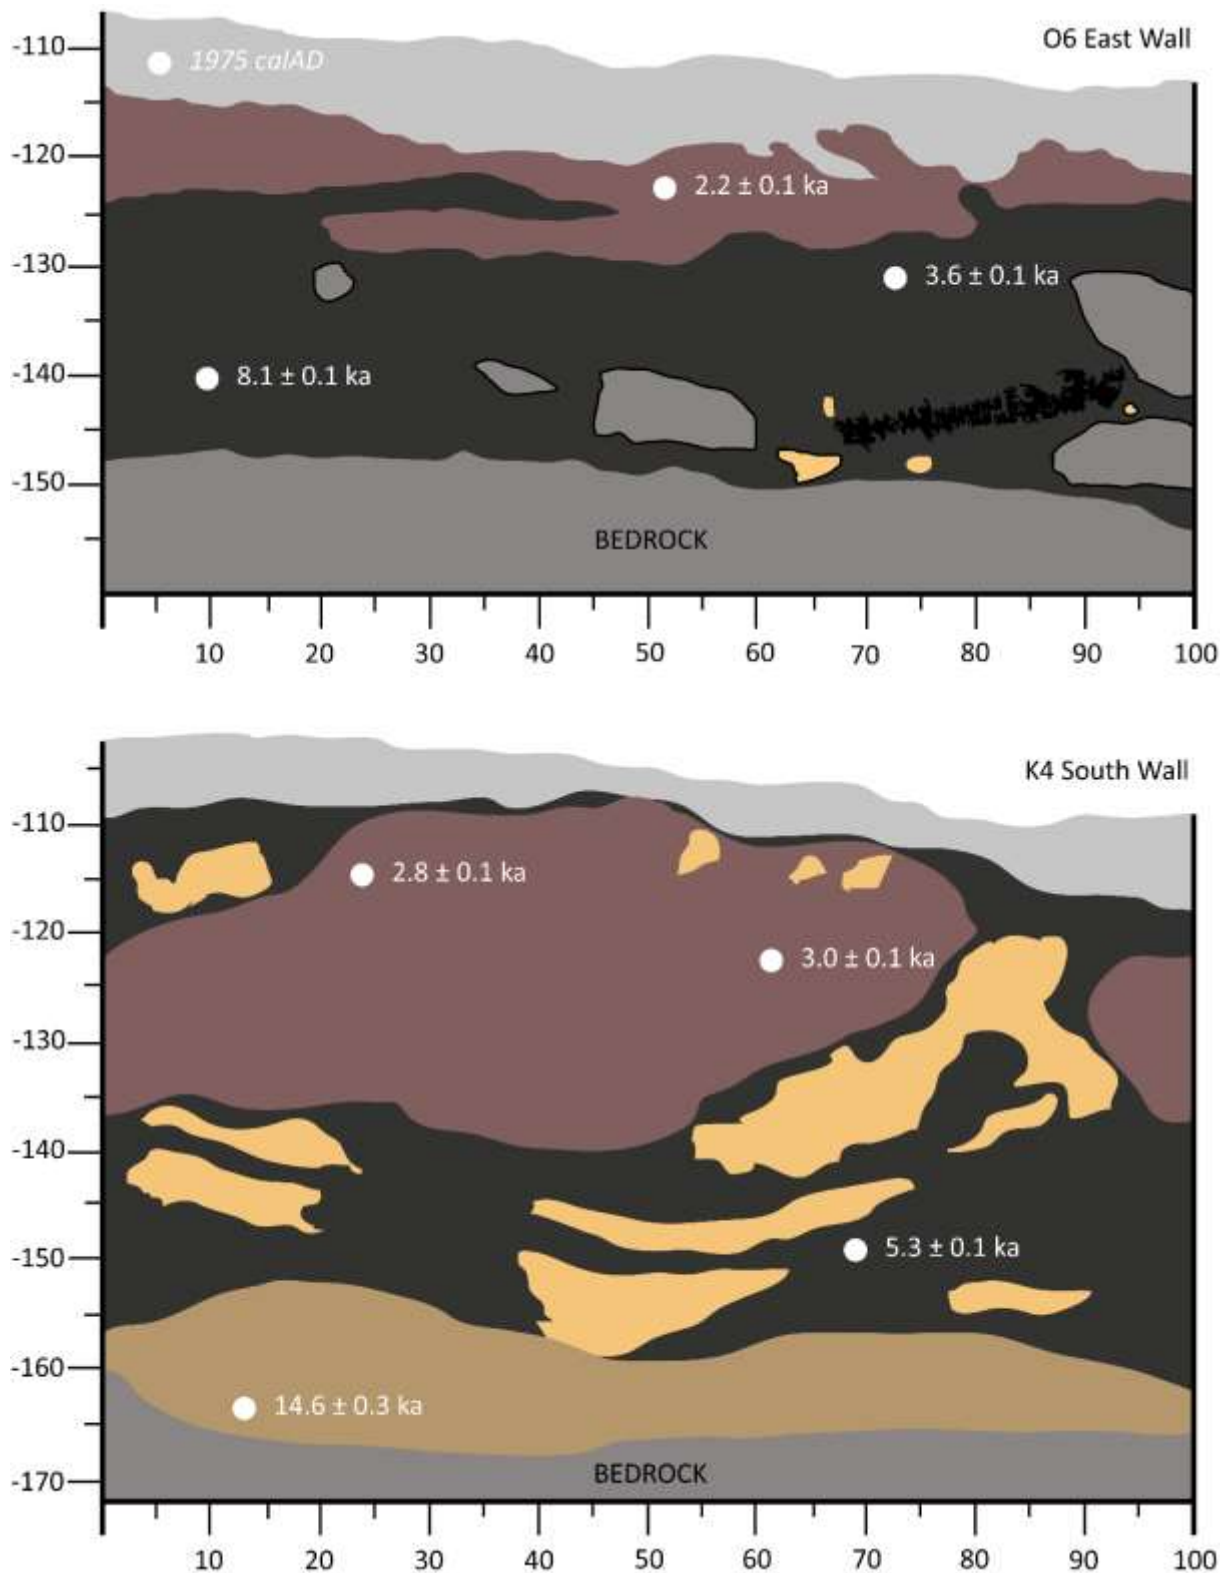 O6 East Wall
-110
1975 calAD
-120
2.2 ± 0.1 ka
-130
3.6 ± 0.1 ka
-140
8.1 ± 0.1 ka
-150
BEDROCK
10 20 30 40 50 60 70 80 90 100
K4 South Wall
-110
2.8 ± 0.1 ka
-120
3.0 ± 0.1 ka
-130
-140
-150
5.3 ± 0.1 ka
-160
14.6 ± 0.3 ka
-170
BEDROCK
10 20 30 40 50 60 70 80 90 100